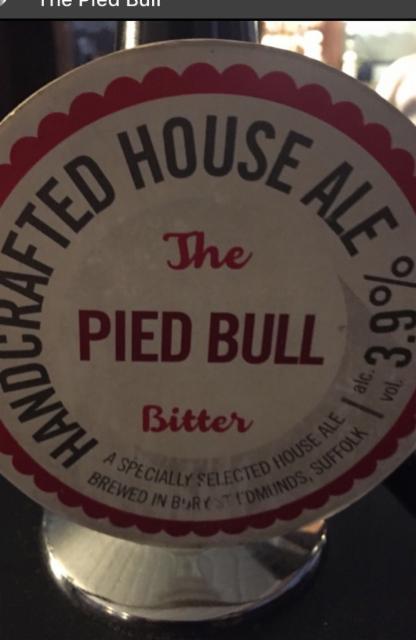 The Pied Bull
HANDCRAFTED HOUSE ALE
alc. 3.9%
vol.
The
PIED BULL
Bitter
A SPECIALLY SELECTED HOUSE ALE
BREWED IN BURY ST EDMUNDS, SUFFOLK